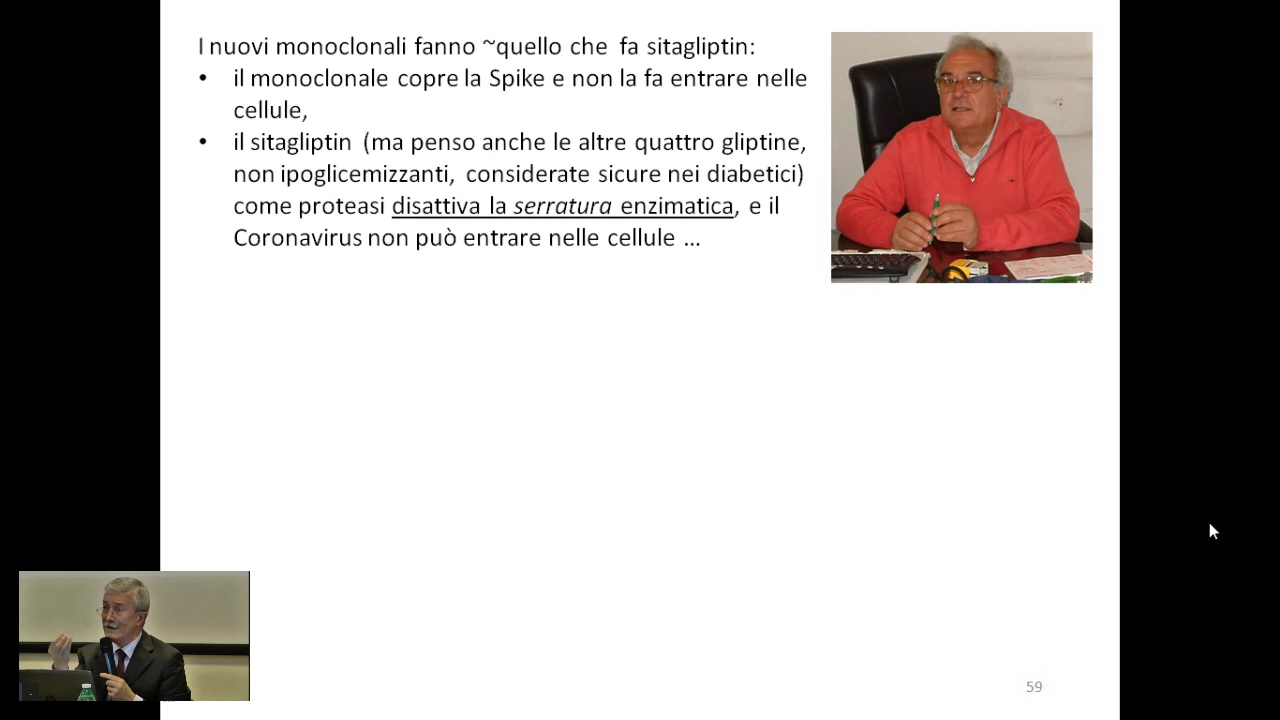 I nuovi monoclonali fanno ~quello che fa sitagliptin:
• il monoclonale copre la Spike e non la fa entrare nelle
cellule,
• il sitagliptin (ma penso anche le altre quattro gliptine,
non ipoglicemizzanti, considerate sicure nei diabetici)
come proteasi disattiva la serratura enzimatica, e il
Coronavirus non può entrare nelle cellule ...
59